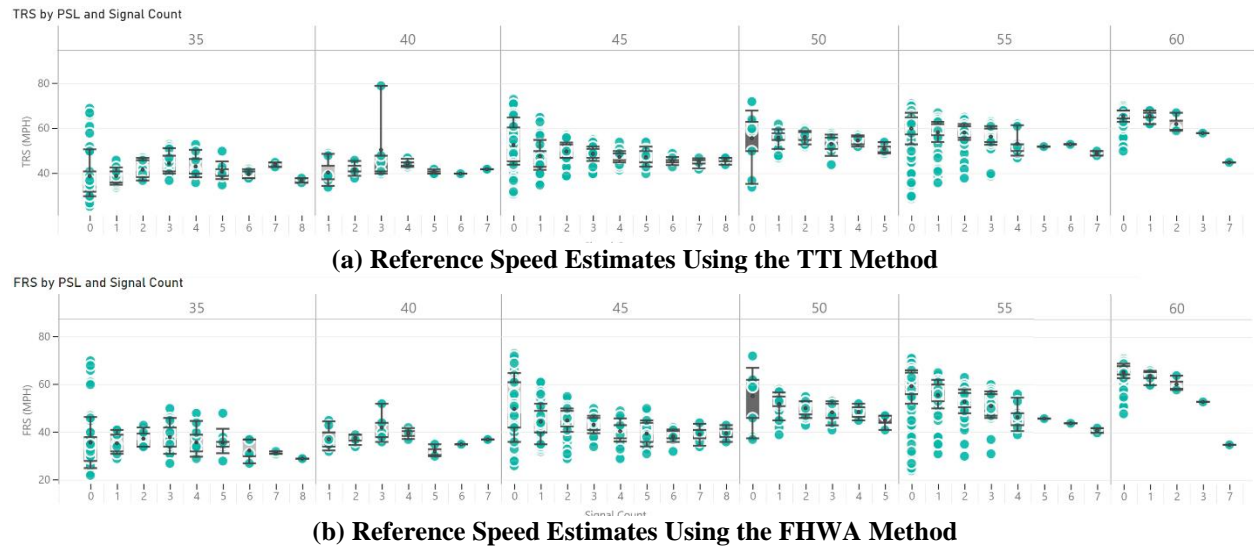 TRS by PSL and Signal Count
35 40 45 50 55 60
80
60
40
TRS (MPH)
0 1 2 3 4 5 6 7 8 1 2 3 4 5 6 7 0 1 2 3 4 5 6 7 8 0 1 2 3 4 5 0 1 2 3 4 5 6 7 0 1 2 3 7
(a) Reference Speed Estimates Using the TTI Method
FRS by PSL and Signal Count
35 40 45 50 55 60
80
60
40
20
FRS (MPH)
0 1 2 3 4 5 6 7 8 1 2 3 4 5 6 7 0 1 2 3 4 5 6 7 8 0 1 2 3 4 5 0 1 2 3 4 5 6 7 0 1 2 3 7
Signal Count
(b) Reference Speed Estimates Using the FHWA Method